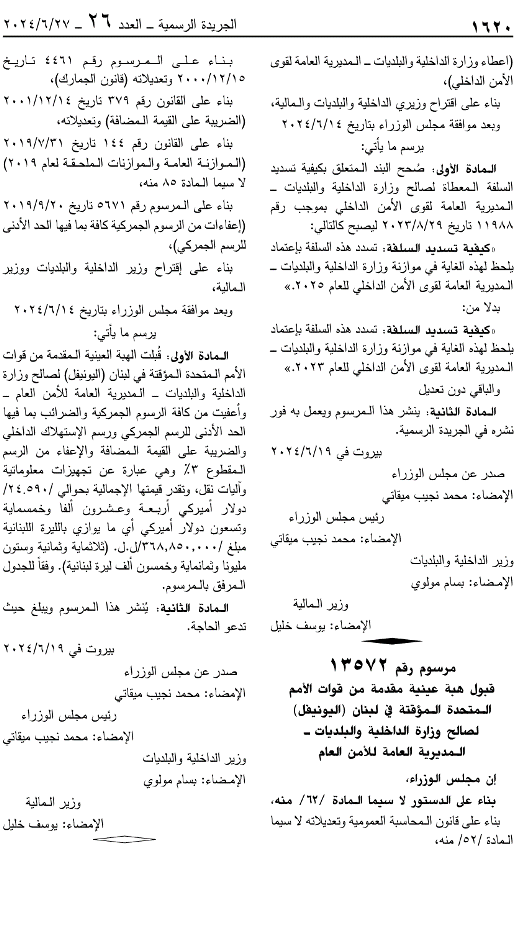 ١٦٢٠
الجريدة الرسمية ـ العدد ٢٦ ـ ٢٠٢٤/٦/٢٧
(اعطاء وزارة الداخلية والبلديات ـ المديرية العامة لقوى
الأمن الداخلي)،
بناء على اقتراح وزيري الداخلية والبلديات والمالية،
وبعد موافقة مجلس الوزراء بتاريخ ٢٠٢٤/٦/١٤
يرسم ما يأتي:
المادة الأولى: صُحح البند المتعلق بكيفية تسديد
السلفة المعطاة لصالح وزارة الداخلية والبلديات ـ
المديرية العامة لقوى الأمن الداخلي بموجب رقم
١١٩٨٨ تاريخ ٢٠٢٣/٨/٢٩ ليصبح كالتالي:
«كيفية تسديد السلفة: تسدد هذه السلفة بإعتماد
يلحظ لهذه الغاية في موازنة وزارة الداخلية والبلديات ـ
المديرية العامة لقوى الأمن الداخلي للعام ٢٠٢٥.»
بدلا من:
«كيفية تسديد السلفة: تسدد هذه السلفة بإعتماد
يلحظ لهذه الغاية في موازنة وزارة الداخلية والبلديات ـ
المديرية العامة لقوى الأمن الداخلي للعام ٢٠٢٣.»
والباقي دون تعديل
المادة الثانية: ينشر هذا المرسوم ويعمل به فور
نشره في الجريدة الرسمية.
بيروت في ٢٠٢٤/٦/١٩
صدر عن مجلس الوزراء
الإمضاء: محمد نجيب ميقاتي
رئيس مجلس الوزراء
الإمضاء: محمد نجيب ميقاتي
وزير الداخلية والبلديات
الإمضاء: بسام مولوي
وزير المالية
الإمضاء: يوسف خليل
مرسوم رقم ١٣٥٧٢
قبول هبة عينية مقدمة من قوات الأمم
المتحدة المؤقتة في لبنان (اليونيفل)
لصالح وزارة الداخلية والبلديات ـ
المديرية العامة للأمن العام
إن مجلس الوزراء،
بناء على الدستور لا سيما المادة /٦٢/ منه،
بناء على قانون المحاسبة العمومية وتعديلاته لا سيما
المادة /٥٢/ منه،
بناء على المرسوم رقم ٤٤٦١ تاريخ
٢٠٠٠/١٢/١٥ وتعديلاته (قانون الجمارك)،
بناء على القانون رقم ٣٧٩ تاريخ ٢٠٠١/١٢/١٤
(الضريبة على القيمة المضافة) وتعديلاته،
بناء على القانون رقم ١٤٤ تاريخ ٢٠١٩/٧/٣١
(الموازنة العامة والموازنات الملحقة لعام ٢٠١٩)
لا سيما المادة ٨٥ منه،
بناء على المرسوم رقم ٥٦٧١ تاريخ ٢٠١٩/٩/٢٠
(إعفاءات من الرسوم الجمركية كافة بما فيها الحد الأدنى
للرسم الجمركي)،
بناء على إقتراح وزير الداخلية والبلديات ووزير
المالية،
وبعد موافقة مجلس الوزراء بتاريخ ٢٠٢٤/٦/١٤
يرسم ما يأتي:
المادة الأولى: قُبلت الهبة العينية المقدمة من قوات
الأمم المتحدة المؤقتة في لبنان (اليونيفل) لصالح وزارة
الداخلية والبلديات ـ المديرية العامة للأمن العام ـ
وأعفيت من كافة الرسوم الجمركية والضرائب بما فيها
الحد الأدنى للرسم الجمركي ورسم الإستهلاك الداخلي
والضريبة على القيمة المضافة والإعفاء من الرسم
المقطوع ٣٪ وهي عبارة عن تجهيزات معلوماتية
وآليات نقل، وتقدر قيمتها الإجمالية بحوالي /٢٤.٥٩٠/
دولار أميركي أربعة وعشرون ألفا وخمسماية
وتسعون دولار أميركي أي ما يوازي بالليرة اللبنانية
مبلغ /٣٦٨,٨٥٠,٠٠٠/ل.ل. (ثلاثماية وثمانية وستون
مليونا وثمانماية وخمسون ألف ليرة لبنانية). وفقاً للجدول
المرفق بالمرسوم.
المادة الثانية: يُنشر هذا المرسوم ويبلغ حيث
تدعو الحاجة.
بيروت في ٢٠٢٤/٦/١٩
صدر عن مجلس الوزراء
الإمضاء: محمد نجيب ميقاتي
رئيس مجلس الوزراء
الإمضاء: محمد نجيب ميقاتي
وزير الداخلية والبلديات
الإمضاء: بسام مولوي
وزير المالية
الإمضاء: يوسف خليل